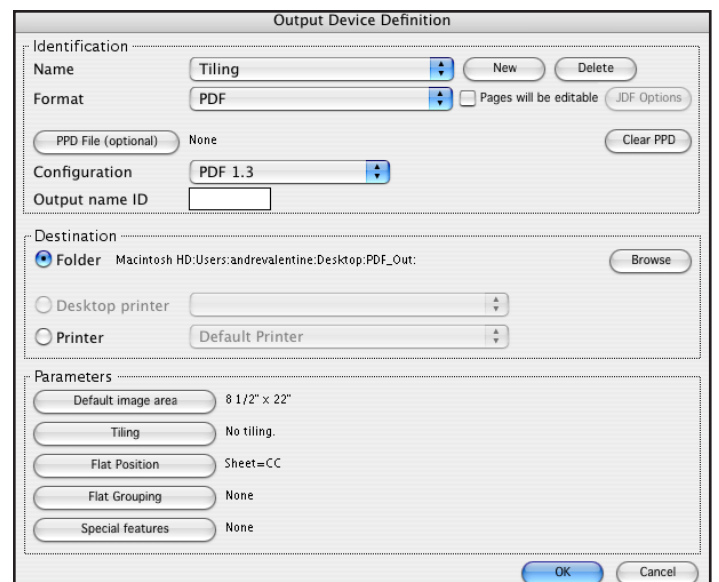 Output Device Definition
Identification
Name Tiling New Delete
Format PDF Pages will be editable JDF Options
PPD File (optional) None Clear PPD
Configuration PDF 1.3
Output name ID
Destination
Folder Macintosh HD:Users:andrevalentine:Desktop:PDF_Out: Browse
Desktop printer
Printer Default Printer
Parameters
Default image area 8 1/2" x 22"
Tiling No tiling.
Flat Position Sheet=CC
Flat Grouping None
Special features None
OK Cancel